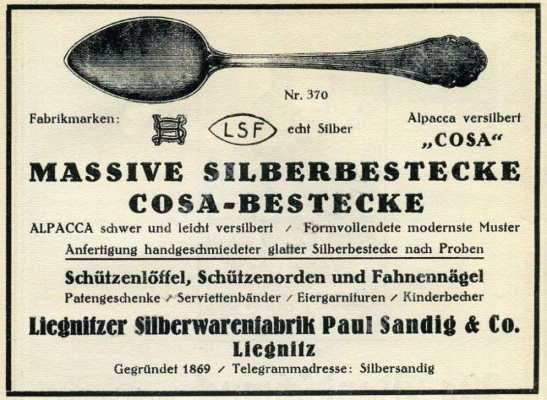 Nr. 370
Fabrikmarken:
LSF
echt Silber
Alpacca versilbert
„COSA“
MASSIVE SILBERBESTECKE
COSA-BESTECKE
ALPACCA schwer und leicht versilbert / Formvollendete modernste Muster
Anfertigung handgeschmiedeter glatter Silberbestecke nach Proben
Schützenlöffel, Schützenorden und Fahnennägel
Patengeschenke / Serviettenbänder / Eiergarnituren / Kinderbecher
Liegnitzer Silberwarenfabrik Paul Sandig & Co.
Liegnitz
Gegründet 1869 / Telegrammadresse: Silbersandig